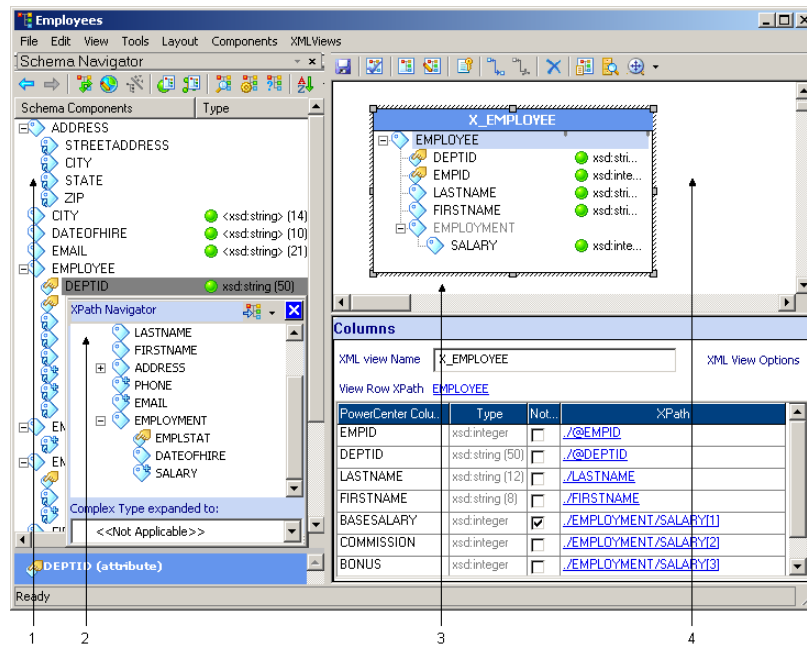 Employees
File Edit View Tools Layout Components XMLViews
Schema Navigator
Schema Components Type
ADDRESS
STREETADDRESS
CITY
STATE
ZIP
CITY <xsd:string> (14)
DATEOFHIRE <xsd:string> (10)
EMAIL <xsd:string> (21)
EMPLOYEE
DEPTID xsd:string (50)
XPath Navigator
LASTNAME
FIRSTNAME
ADDRESS
PHONE
EMAIL
EMPLOYMENT
EMPLSTAT
DATEOFHIRE
SALARY
Complex Type expanded to:
<<Not Applicable>>
DEPTID (attribute)
Ready
X_EMPLOYEE
EMPLOYEE
DEPTID xsd:stri...
EMPID xsd:inte...
LASTNAME xsd:stri...
FIRSTNAME xsd:stri...
EMPLOYMENT
SALARY xsd:inte...
Columns
XML view Name X_EMPLOYEE XML View Options
View Row XPath EMPLOYEE
PowerCenter Colu... Type Not... XPath
EMPID xsd:integer ./@EMPID
DEPTID xsd:string (50) ./@DEPTID
LASTNAME xsd:string (12) ./LASTNAME
FIRSTNAME xsd:string (8) ./FIRSTNAME
BASESALARY xsd:integer ./EMPLOYMENT/SALARY[1]
COMMISSION xsd:integer ./EMPLOYMENT/SALARY[2]
BONUS xsd:integer ./EMPLOYMENT/SALARY[3]
1 2 3 4